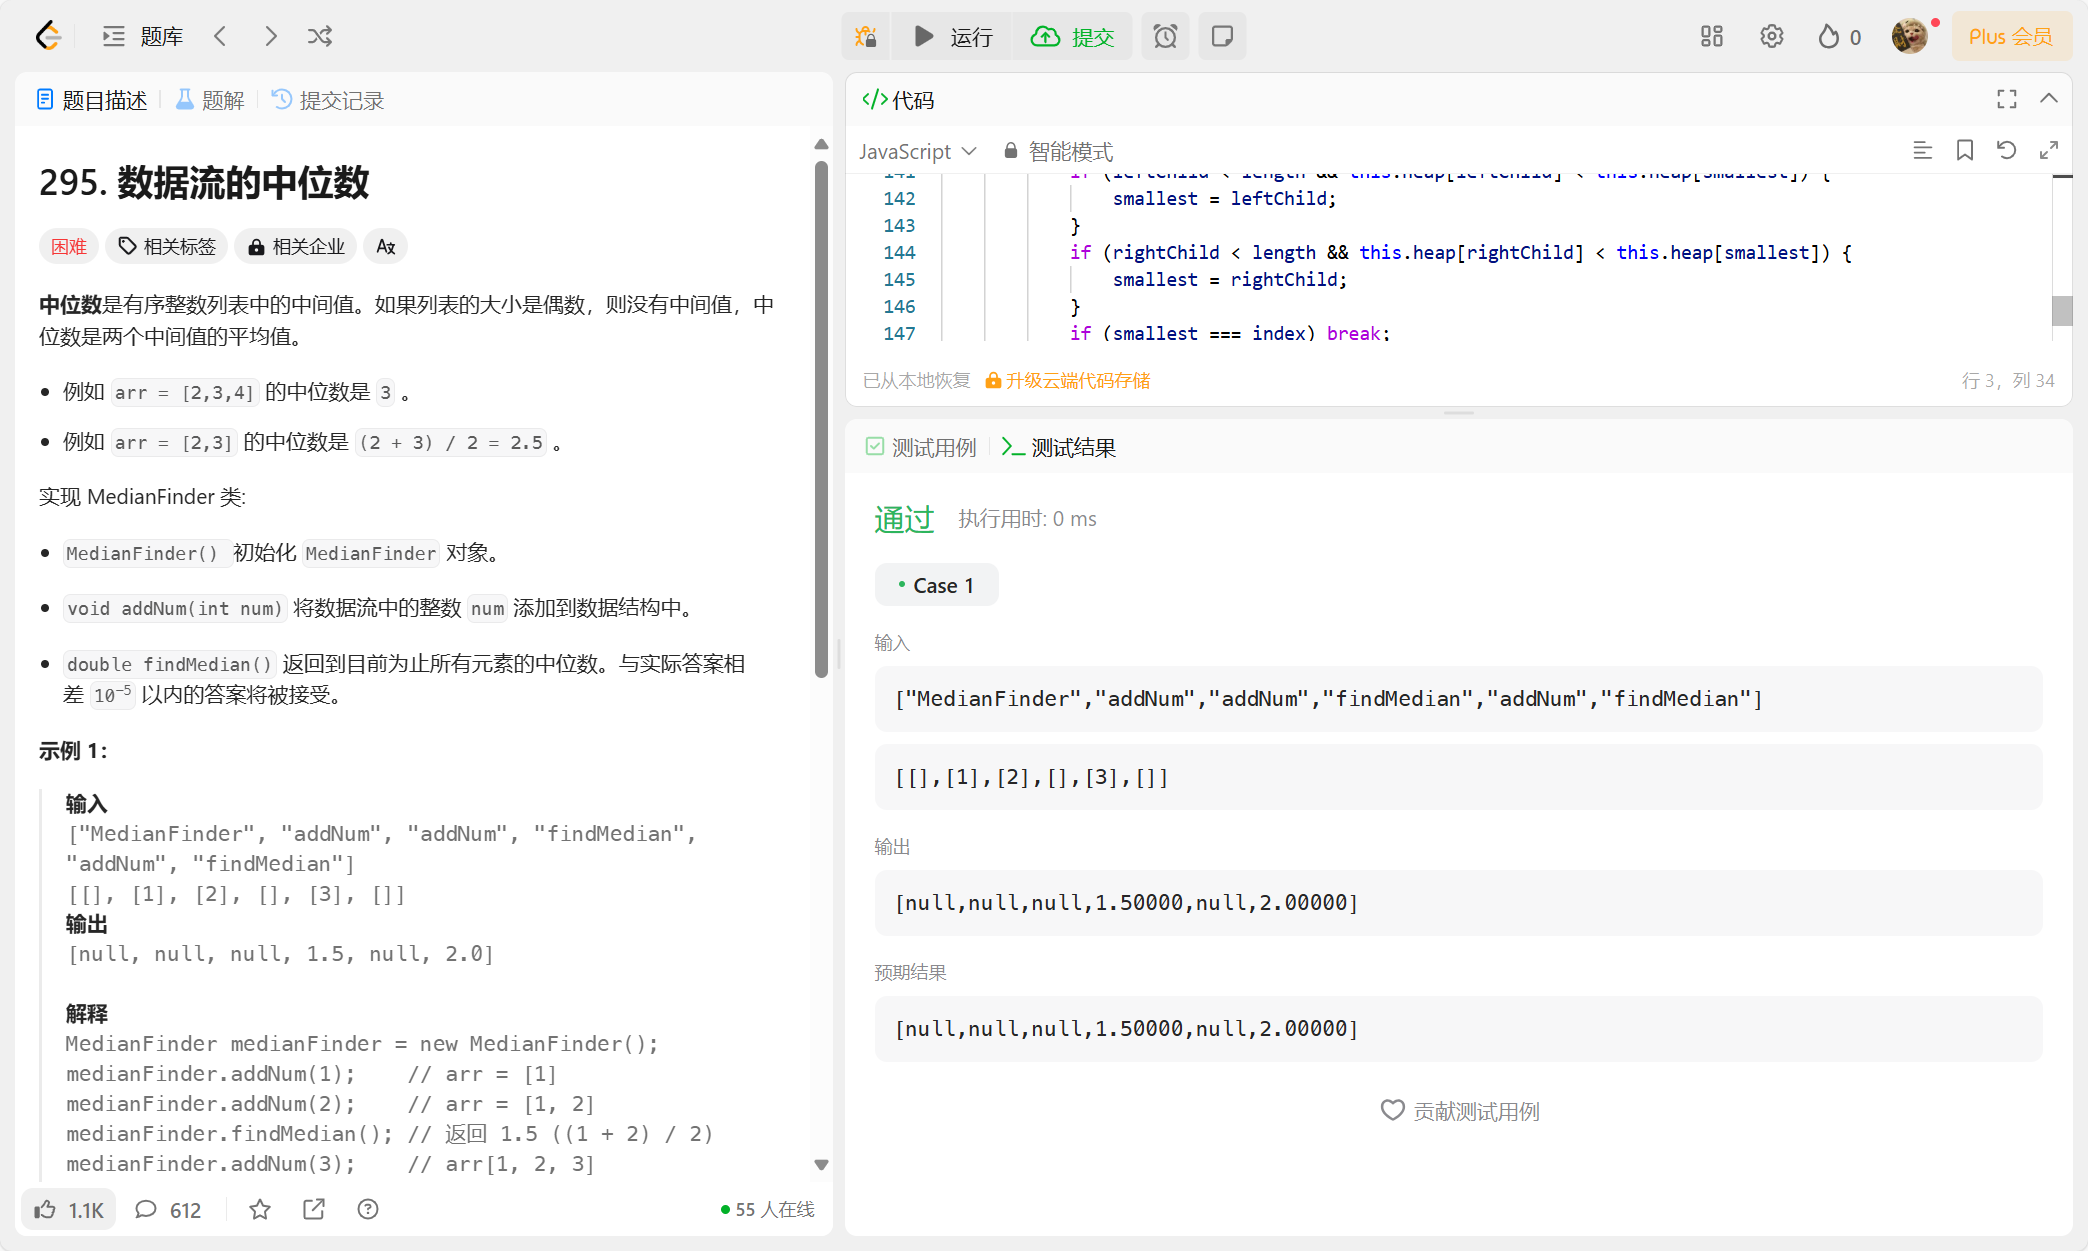 题库
运行
提交
0
Plus 会员
题目描述
题解
提交记录
295. 数据流的中位数
困难
相关标签
相关企业
中位数是有序整数列表中的中间值。如果列表的大小是偶数，则没有中间值，中
位数是两个中间值的平均值。
• 例如 arr = [2,3,4] 的中位数是 3 。
• 例如 arr = [2,3] 的中位数是 (2 + 3) / 2 = 2.5 。
实现 MedianFinder 类:
• MedianFinder() 初始化 MedianFinder 对象。
• void addNum(int num) 将数据流中的整数 num 添加到数据结构中。
• double findMedian() 返回到目前为止所有元素的中位数。与实际答案相
差 10⁻⁵ 以内的答案将被接受。
示例 1：
输入
["MedianFinder", "addNum", "addNum", "findMedian",
"addNum", "findMedian"]
[[], [1], [2], [], [3], []]
输出
[null, null, null, 1.5, null, 2.0]
解释
MedianFinder medianFinder = new MedianFinder();
medianFinder.addNum(1);    // arr = [1]
medianFinder.addNum(2);    // arr = [1, 2]
medianFinder.findMedian(); // 返回 1.5 ((1 + 2) / 2)
medianFinder.addNum(3);    // arr[1, 2, 3]
1.1K
612
55 人在线
</>代码
JavaScript
智能模式
141 if (leftChild < length && this.heap[leftChild] < this.heap[smallest]) {
142 smallest = leftChild;
143 }
144 if (rightChild < length && this.heap[rightChild] < this.heap[smallest]) {
145 smallest = rightChild;
146 }
147 if (smallest === index) break;
已从本地恢复
升级云端代码存储
行 3，列 34
测试用例
测试结果
通过
执行用时: 0 ms
• Case 1
输入
["MedianFinder","addNum","addNum","findMedian","addNum","findMedian"]
[[],[1],[2],[],[3],[]]
输出
[null,null,null,1.50000,null,2.00000]
预期结果
[null,null,null,1.50000,null,2.00000]
贡献测试用例